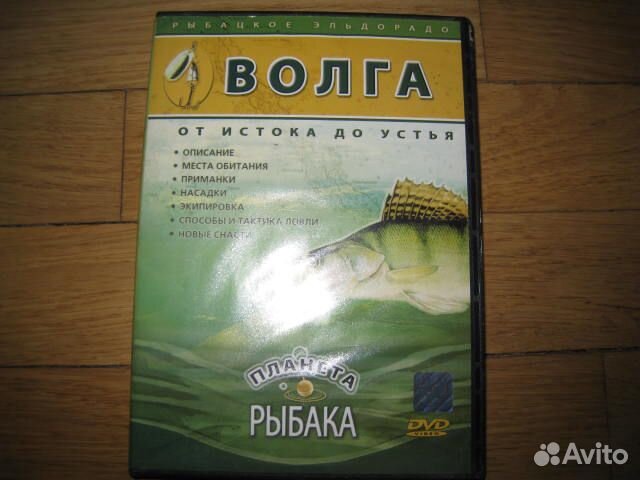 РЫБАЦКОЕ ЭЛЬДОРАДО
ВОЛГА
ОТ ИСТОКА ДО УСТЬЯ
• ОПИСАНИЕ
• МЕСТА ОБИТАНИЯ
• ПРИМАНКИ
• НАСАДКИ
• ЭКИПИРОВКА
• СПОСОБЫ И ТАКТИКА ЛОВЛИ
• НОВЫЕ СНАСТИ
ПЛАНЕТА
РЫБАКА
DVD
VIDEO
Avito